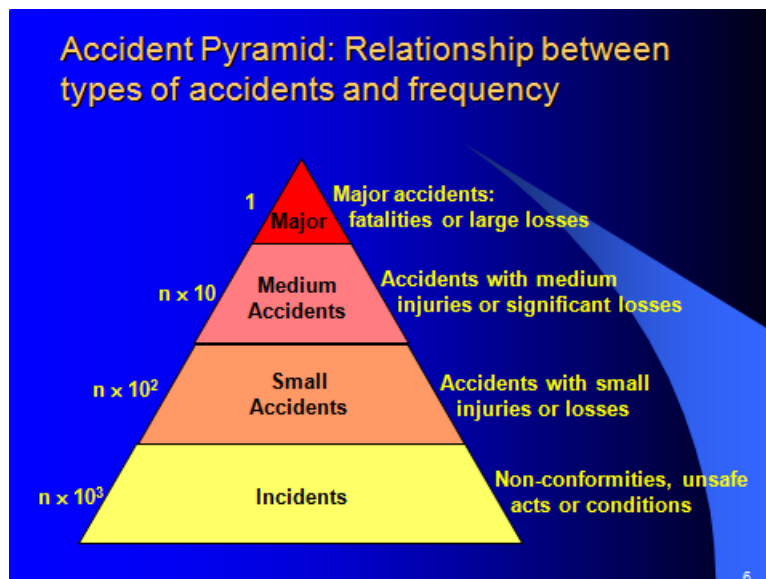 Accident Pyramid: Relationship between
types of accidents and frequency
1
Major
Major accidents:
fatalities or large losses
n x 10
Medium
Accidents
Accidents with medium
injuries or significant losses
n x 10²
Small
Accidents
Accidents with small
injuries or losses
n x 10³
Incidents
Non-conformities, unsafe
acts or conditions